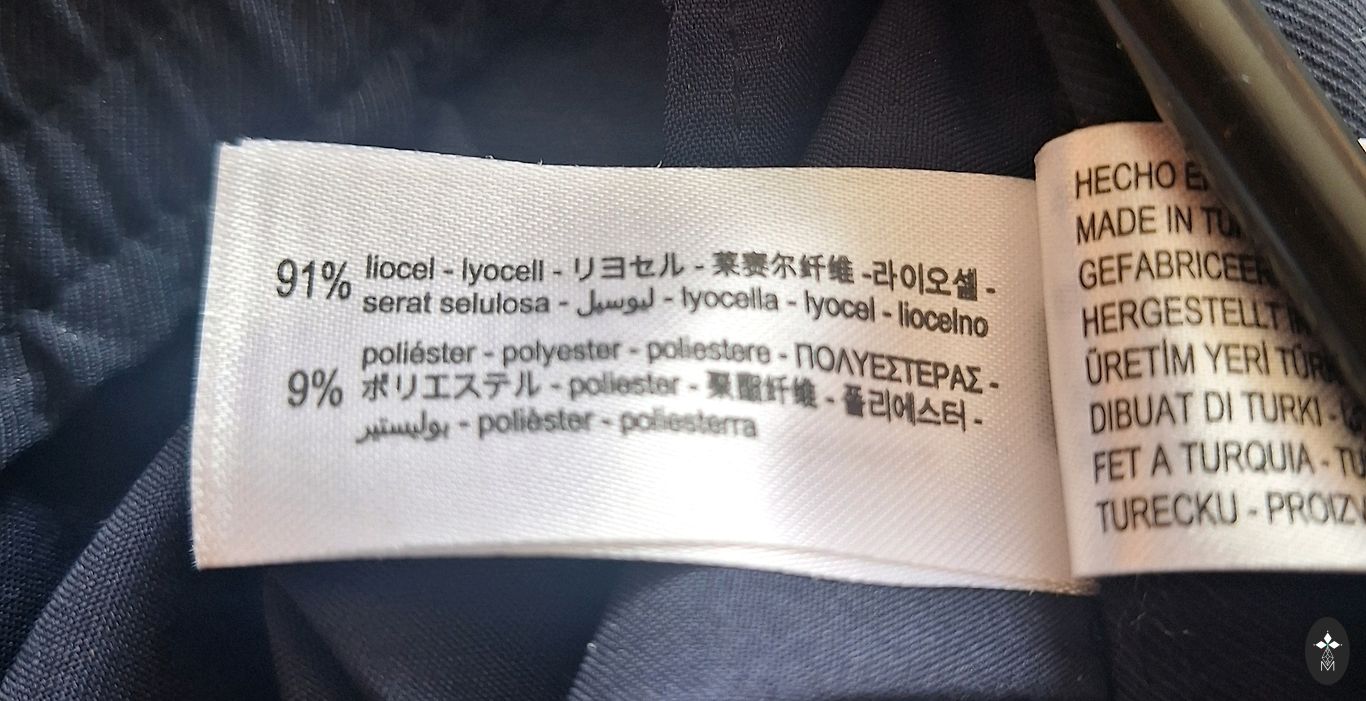 91% liocel - lyocell - リヨセル - 莱赛尔纤维 -라이오셀 -
serat selulosa - ليوسيل - lyocella - lyocel - liocelno
poliéster - polyester - poliestere - ΠΟΛΥΕΣΤΕΡΑΣ -
9% ポリエステル - poliester - 聚酯纤维 - 폴리에스터 -
بوليستير - polièster - poliesterra
HECHO
MADE IN
GEFABRICEER
HERGESTELLT
ÜRETİM YERİ
DIBUAT DI TURKI -
FET A TURQUIA -
TURECKU -
M